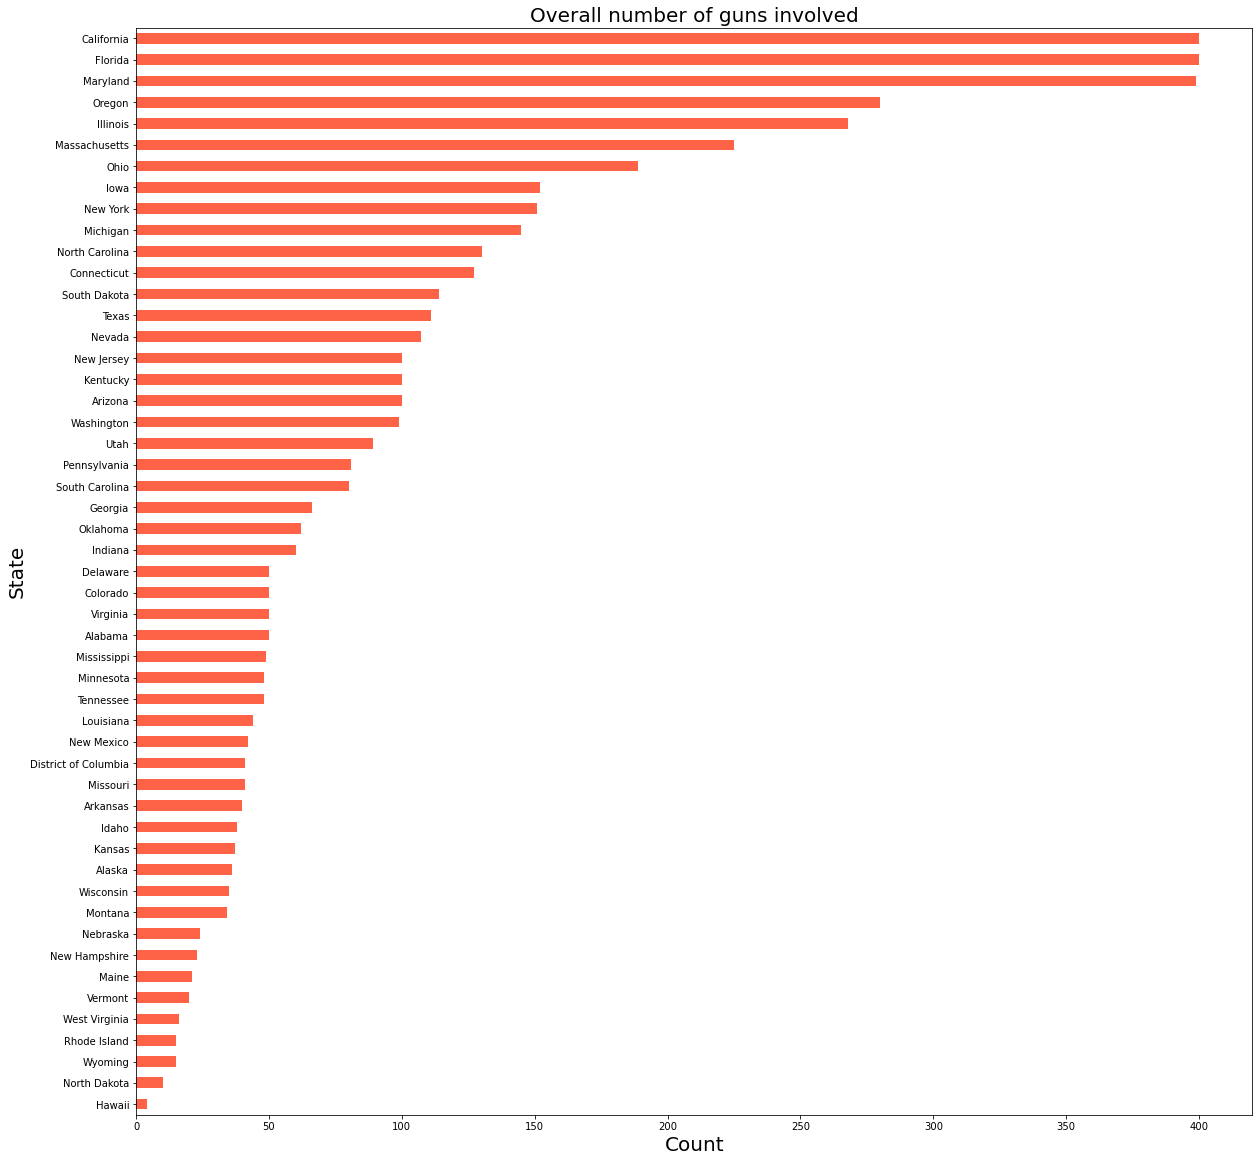 Overall number of guns involved
California
Florida
Maryland
Oregon
Illinois
Massachusetts
Ohio
Iowa
New York
Michigan
North Carolina
Connecticut
South Dakota
Texas
Nevada
New Jersey
Kentucky
Arizona
Washington
Utah
Pennsylvania
South Carolina
Georgia
Oklahoma
Indiana
Delaware
Colorado
Virginia
Alabama
Mississippi
Minnesota
Tennessee
Louisiana
New Mexico
District of Columbia
Missouri
Arkansas
Idaho
Kansas
Alaska
Wisconsin
Montana
Nebraska
New Hampshire
Maine
Vermont
West Virginia
Rhode Island
Wyoming
North Dakota
Hawaii
State
0 50 100 150 200 250 300 350 400
Count